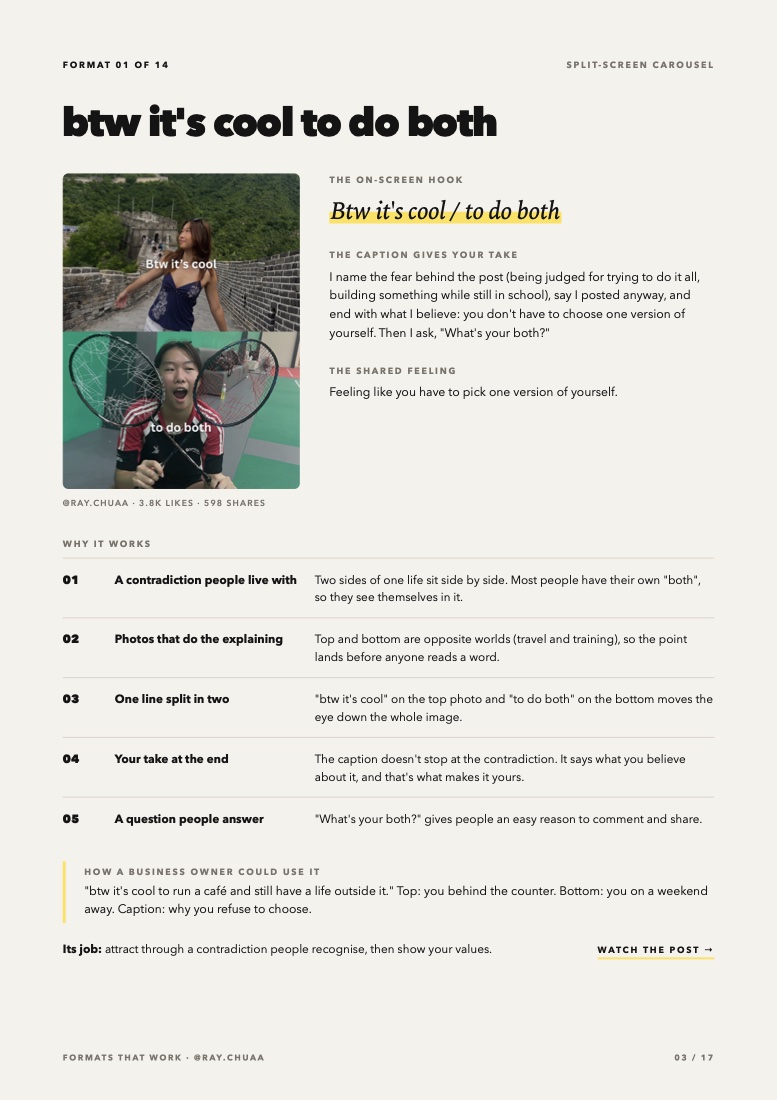 FORMAT 01 OF 14
SPLIT-SCREEN CAROUSEL
btw it's cool to do both
Btw it's cool
to do both
@RAY.CHUAA · 3.8K LIKES · 598 SHARES
THE ON-SCREEN HOOK
Btw it's cool / to do both
THE CAPTION GIVES YOUR TAKE
I name the fear behind the post (being judged for trying to do it all,
building something while still in school), say I posted anyway, and
end with what I believe: you don't have to choose one version of
yourself. Then I ask, "What's your both?"
THE SHARED FEELING
Feeling like you have to pick one version of yourself.
WHY IT WORKS
01 A contradiction people live with Two sides of one life sit side by side. Most people have their own "both",
so they see themselves in it.
02 Photos that do the explaining Top and bottom are opposite worlds (travel and training), so the point
lands before anyone reads a word.
03 One line split in two "btw it's cool" on the top photo and "to do both" on the bottom moves the
eye down the whole image.
04 Your take at the end The caption doesn't stop at the contradiction. It says what you believe
about it, and that's what makes it yours.
05 A question people answer "What's your both?" gives people an easy reason to comment and share.
HOW A BUSINESS OWNER COULD USE IT
"btw it's cool to run a café and still have a life outside it." Top: you behind the counter. Bottom: you on a weekend
away. Caption: why you refuse to choose.
Its job: attract through a contradiction people recognise, then show your values.
WATCH THE POST →
FORMATS THAT WORK · @RAY.CHUAA
03 / 17